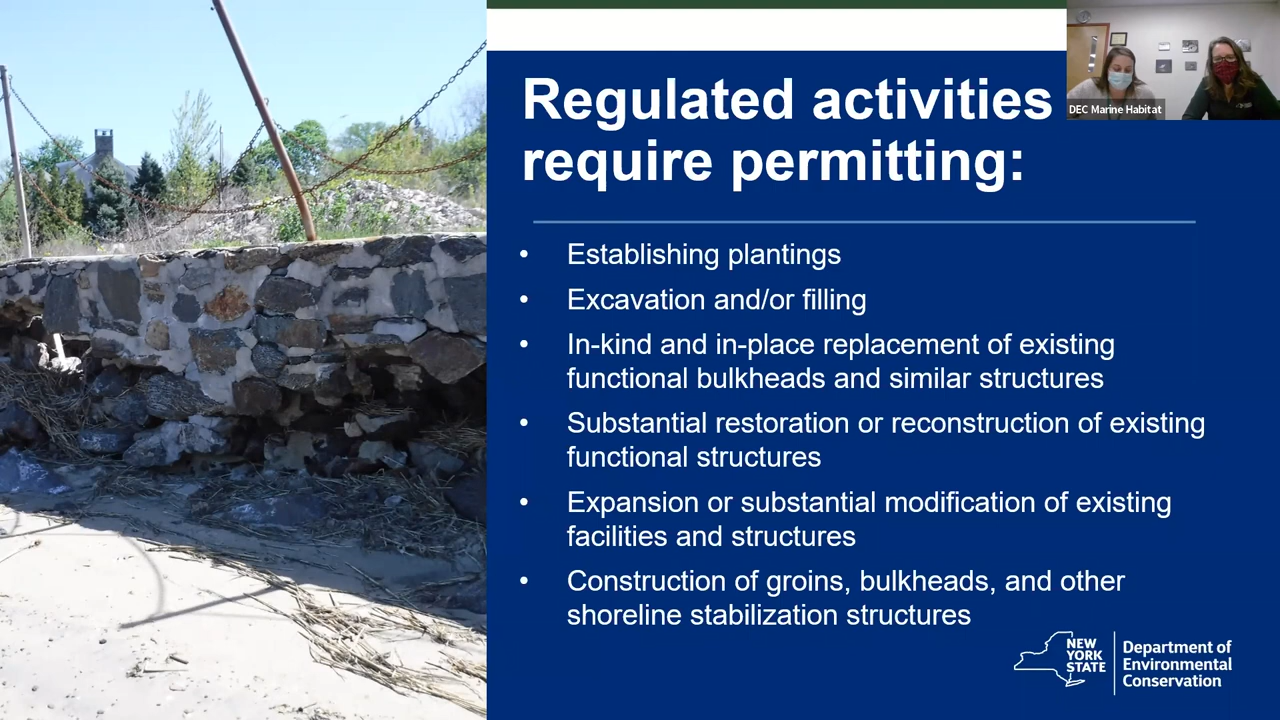 Regulated activities
require permitting:
DEC Marine Habitat
• Establishing plantings
• Excavation and/or filling
• In-kind and in-place replacement of existing
functional bulkheads and similar structures
• Substantial restoration or reconstruction of existing
functional structures
• Expansion or substantial modification of existing
facilities and structures
• Construction of groins, bulkheads, and other
shoreline stabilization structures
NEW
YORK
STATE
Department of
Environmental
Conservation